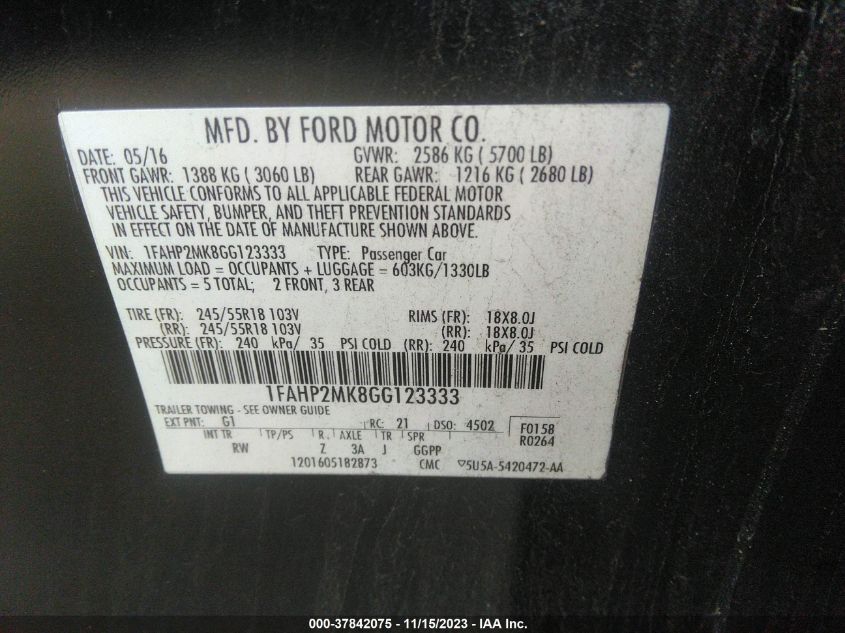 MFD. BY FORD MOTOR CO.
DATE: 05/16 GVWR: 2586 KG ( 5700 LB)
FRONT GAWR: 1388 KG ( 3060 LB) REAR GAWR: 1216 KG ( 2680 LB)
THIS VEHICLE CONFORMS TO ALL APPLICABLE FEDERAL MOTOR
VEHICLE SAFETY, BUMPER, AND THEFT PREVENTION STANDARDS
IN EFFECT ON THE DATE OF MANUFACTURE SHOWN ABOVE.
VIN: 1FAHP2MK8GG123333 TYPE: Passenger Car
MAXIMUM LOAD = OCCUPANTS + LUGGAGE = 603KG/1330LB
OCCUPANTS = 5 TOTAL; 2 FRONT, 3 REAR
TIRE (FR): 245/55R18 103V RIMS (FR): 18X8.0J
(RR): 245/55R18 103V (RR): 18X8.0J
PRESSURE (FR): 240 kPa/ 35 PSI COLD (RR): 240 kPa/ 35 PSI COLD
1FAHP2MK8GG123333
TRAILER TOWING - SEE OWNER GUIDE
EXT PNT: G1 RC: 21 DSO: 4502 F0158
INT TR TP/PS R. AXLE TR SPR R0264
RW Z 3A J GGPP
1201605182873 CMC ▽5U5A-5420472-AA
000-37842075 - 11/15/2023 - IAA Inc.